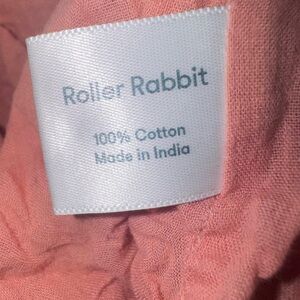 Roller Rabbit
100% Cotton
Made in India